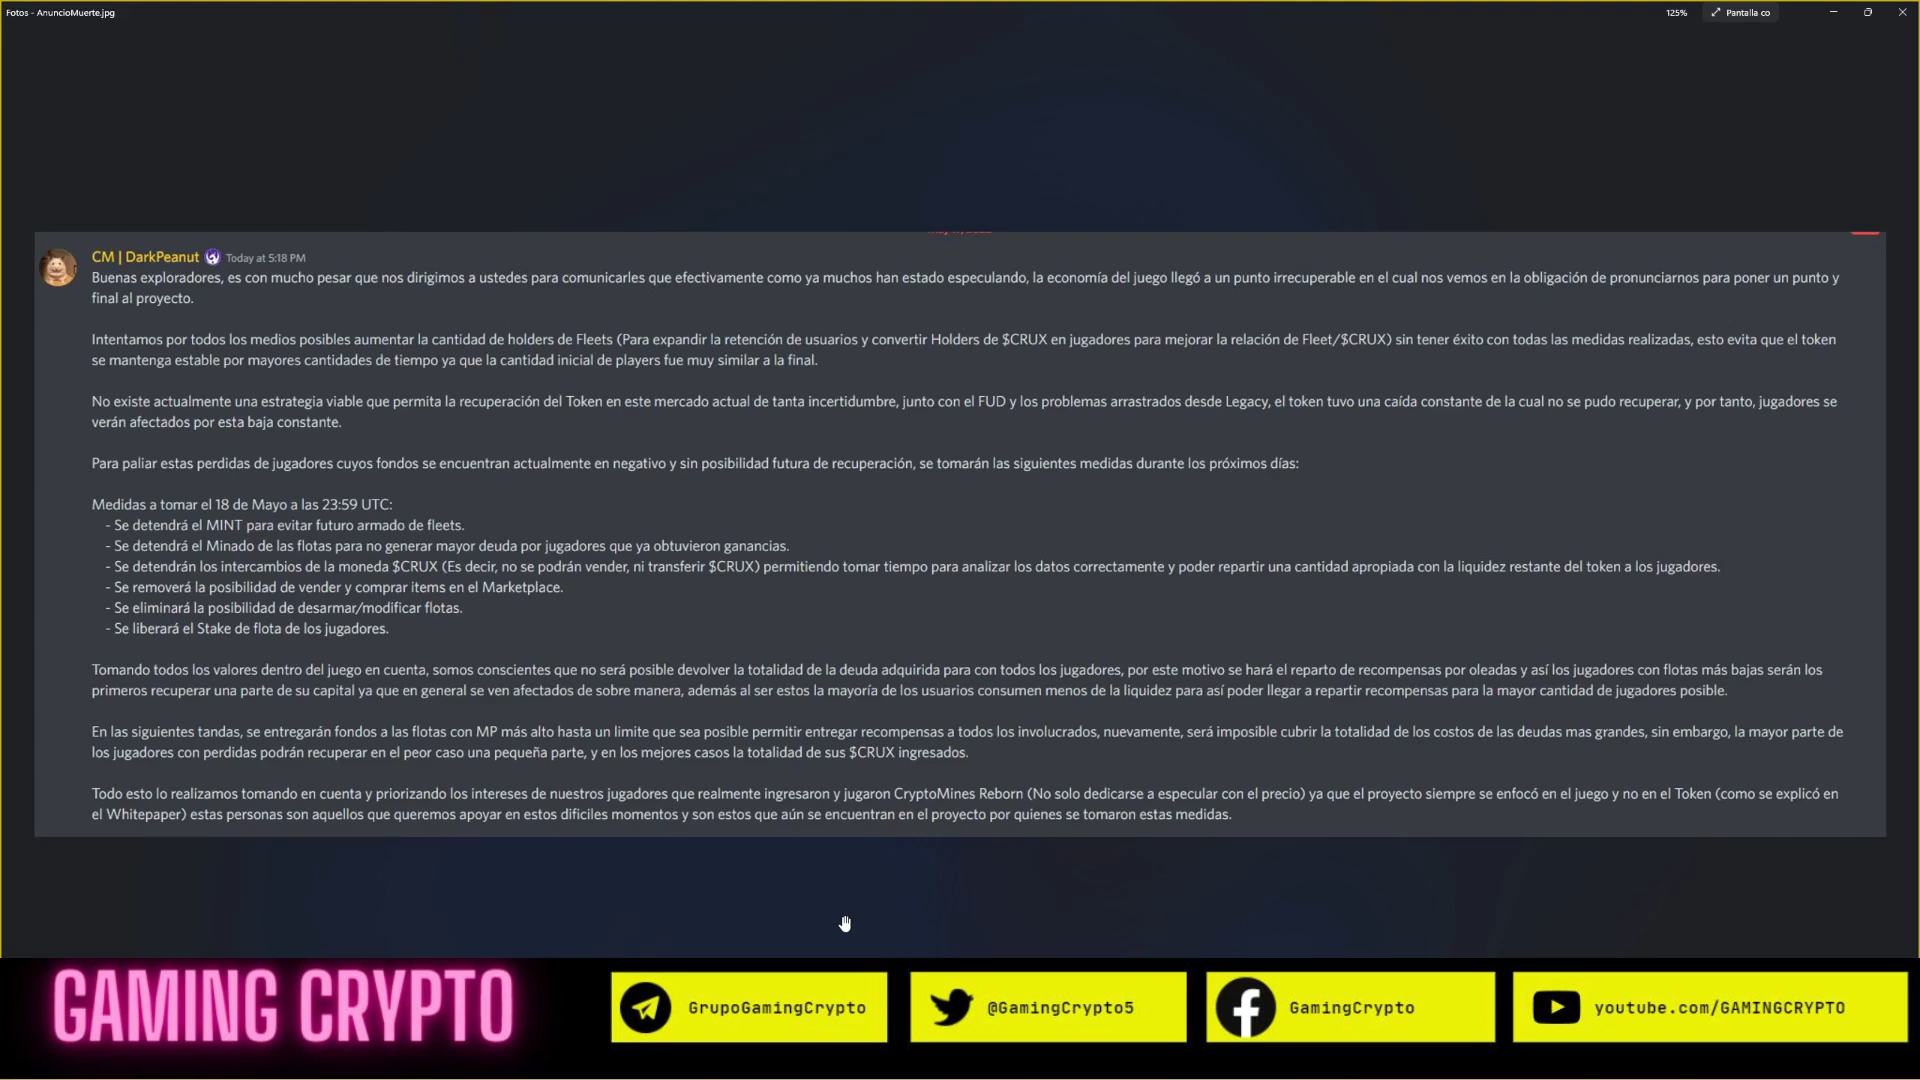 Fotos - AnuncioMuerte.jpg
125%
Pantalla co
CM | DarkPeanut Today at 5:18 PM
Buenas exploradores, es con mucho pesar que nos dirigimos a ustedes para comunicarles que efectivamente como ya muchos han estado especulando, la economía del juego llegó a un punto irrecuperable en el cual nos vemos en la obligación de pronunciarnos para poner un punto y
final al proyecto.
Intentamos por todos los medios posibles aumentar la cantidad de holders de Fleets (Para expandir la retención de usuarios y convertir Holders de $CRUX en jugadores para mejorar la relación de Fleet/$CRUX) sin tener éxito con todas las medidas realizadas, esto evita que el token
se mantenga estable por mayores cantidades de tiempo ya que la cantidad inicial de players fue muy similar a la final.
No existe actualmente una estrategia viable que permita la recuperación del Token en este mercado actual de tanta incertidumbre, junto con el FUD y los problemas arrastrados desde Legacy, el token tuvo una caída constante de la cual no se pudo recuperar, y por tanto, jugadores se
verán afectados por esta baja constante.
Para paliar estas perdidas de jugadores cuyos fondos se encuentran actualmente en negativo y sin posibilidad futura de recuperación, se tomarán las siguientes medidas durante los próximos días:
Medidas a tomar el 18 de Mayo a las 23:59 UTC:
- Se detendrá el MINT para evitar futuro armado de fleets.
- Se detendrá el Minado de las flotas para no generar mayor deuda por jugadores que ya obtuvieron ganancias.
- Se detendrán los intercambios de la moneda $CRUX (Es decir, no se podrán vender, ni transferir $CRUX) permitiendo tomar tiempo para analizar los datos correctamente y poder repartir una cantidad apropiada con la liquidez restante del token a los jugadores.
- Se removerá la posibilidad de vender y comprar items en el Marketplace.
- Se eliminará la posibilidad de desarmar/modificar flotas.
- Se liberará el Stake de flota de los jugadores.
Tomando todos los valores dentro del juego en cuenta, somos conscientes que no será posible devolver la totalidad de la deuda adquirida para con todos los jugadores, por este motivo se hará el reparto de recompensas por oleadas y así los jugadores con flotas más bajas serán los
primeros recuperar una parte de su capital ya que en general se ven afectados de sobre manera, además al ser estos la mayoría de los usuarios consumen menos de la liquidez para así poder llegar a repartir recompensas para la mayor cantidad de jugadores posible.
En las siguientes tandas, se entregarán fondos a las flotas con MP más alto hasta un limite que sea posible permitir entregar recompensas a todos los involucrados, nuevamente, será imposible cubrir la totalidad de los costos de las deudas mas grandes, sin embargo, la mayor parte de
los jugadores con perdidas podrán recuperar en el peor caso una pequeña parte, y en los mejores casos la totalidad de sus $CRUX ingresados.
Todo esto lo realizamos tomando en cuenta y priorizando los intereses de nuestros jugadores que realmente ingresaron y jugaron CryptoMines Reborn (No solo dedicarse a especular con el precio) ya que el proyecto siempre se enfocó en el juego y no en el Token (como se explicó en
el Whitepaper) estas personas son aquellos que queremos apoyar en estos dificiles momentos y son estos que aún se encuentran en el proyecto por quienes se tomaron estas medidas.
GAMING CRYPTO
GrupoGamingCrypto
@GamingCrypto5
GamingCrypto
youtube.com/GAMINGCRYPTO